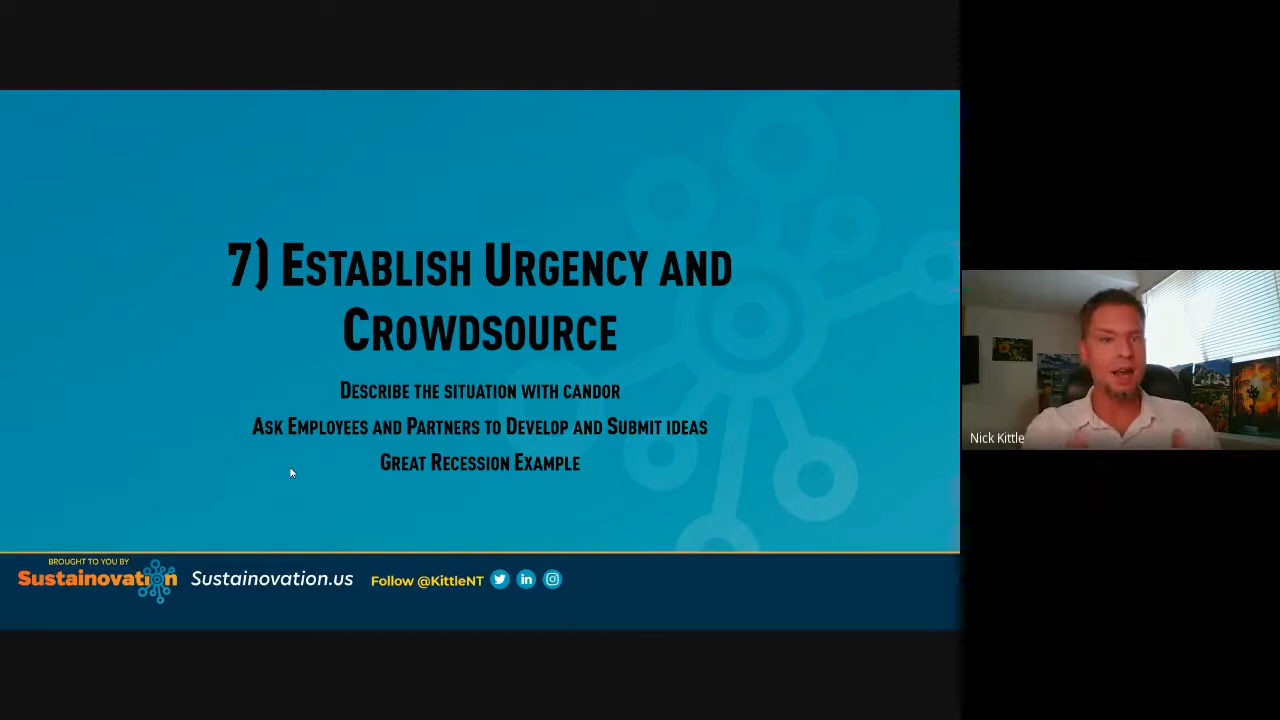 7) Establish Urgency and
Crowdsource
Describe the situation with candor
Ask Employees and Partners to Develop and Submit ideas
Great Recession Example
BROUGHT TO YOU BY
Sustainovation
Sustainovation.us
Follow @KittleNT
Nick Kittle